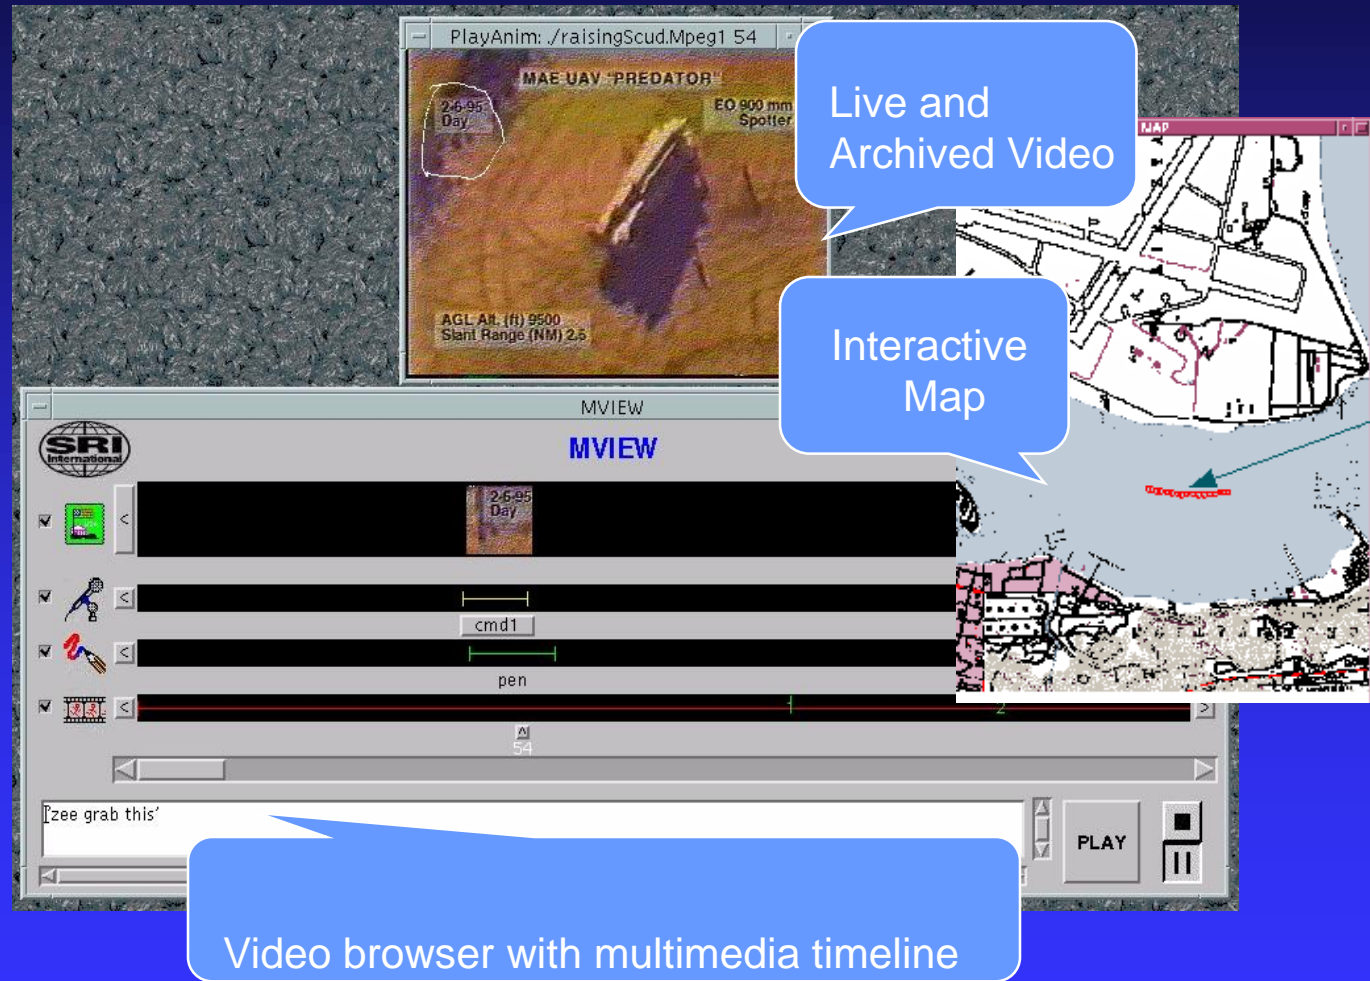 PlayAnim: ./raisingScud.Mpeg1 54
MAE UAV "PREDATOR"
2-6-95
Day
EO 900 mm
Spotter
AGL Alt. (ft) 9500
Slant Range (NM) 2.5
Live and
Archived Video
MAP
Interactive
Map
MVIEW
SRI
International
MVIEW
2-6-95
Day
cmd1
pen
2
54
'zee grab this'
PLAY
Video browser with multimedia timeline